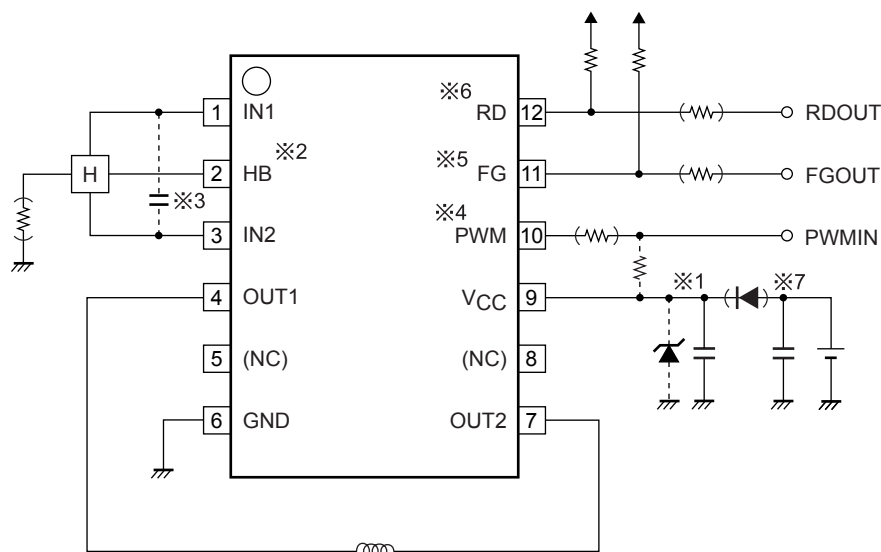 ※6
1 IN1 RD 12 RDOUT
※2 ※5
H 2 HB FG 11 FGOUT
※3 ※4
3 IN2 PWM 10 PWMIN
4 OUT1 VCC 9 ※1 ※7
5 (NC) (NC) 8
6 GND OUT2 7